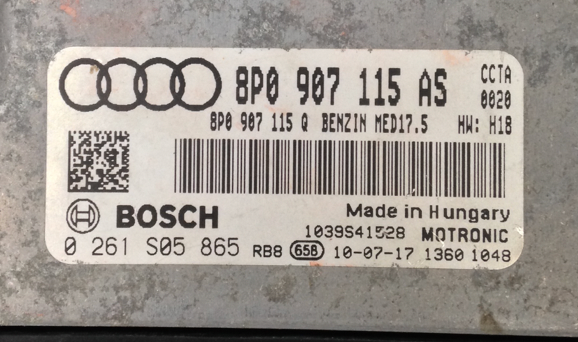 8P0 907 115 AS CCTA
8P0 907 115 Q BENZIN MED17.5 0020
HW: H18
BOSCH
Made in Hungary
1039S41528 MOTRONIC
0 261 S05 865 RB8 658 10-07-17 1360 1048